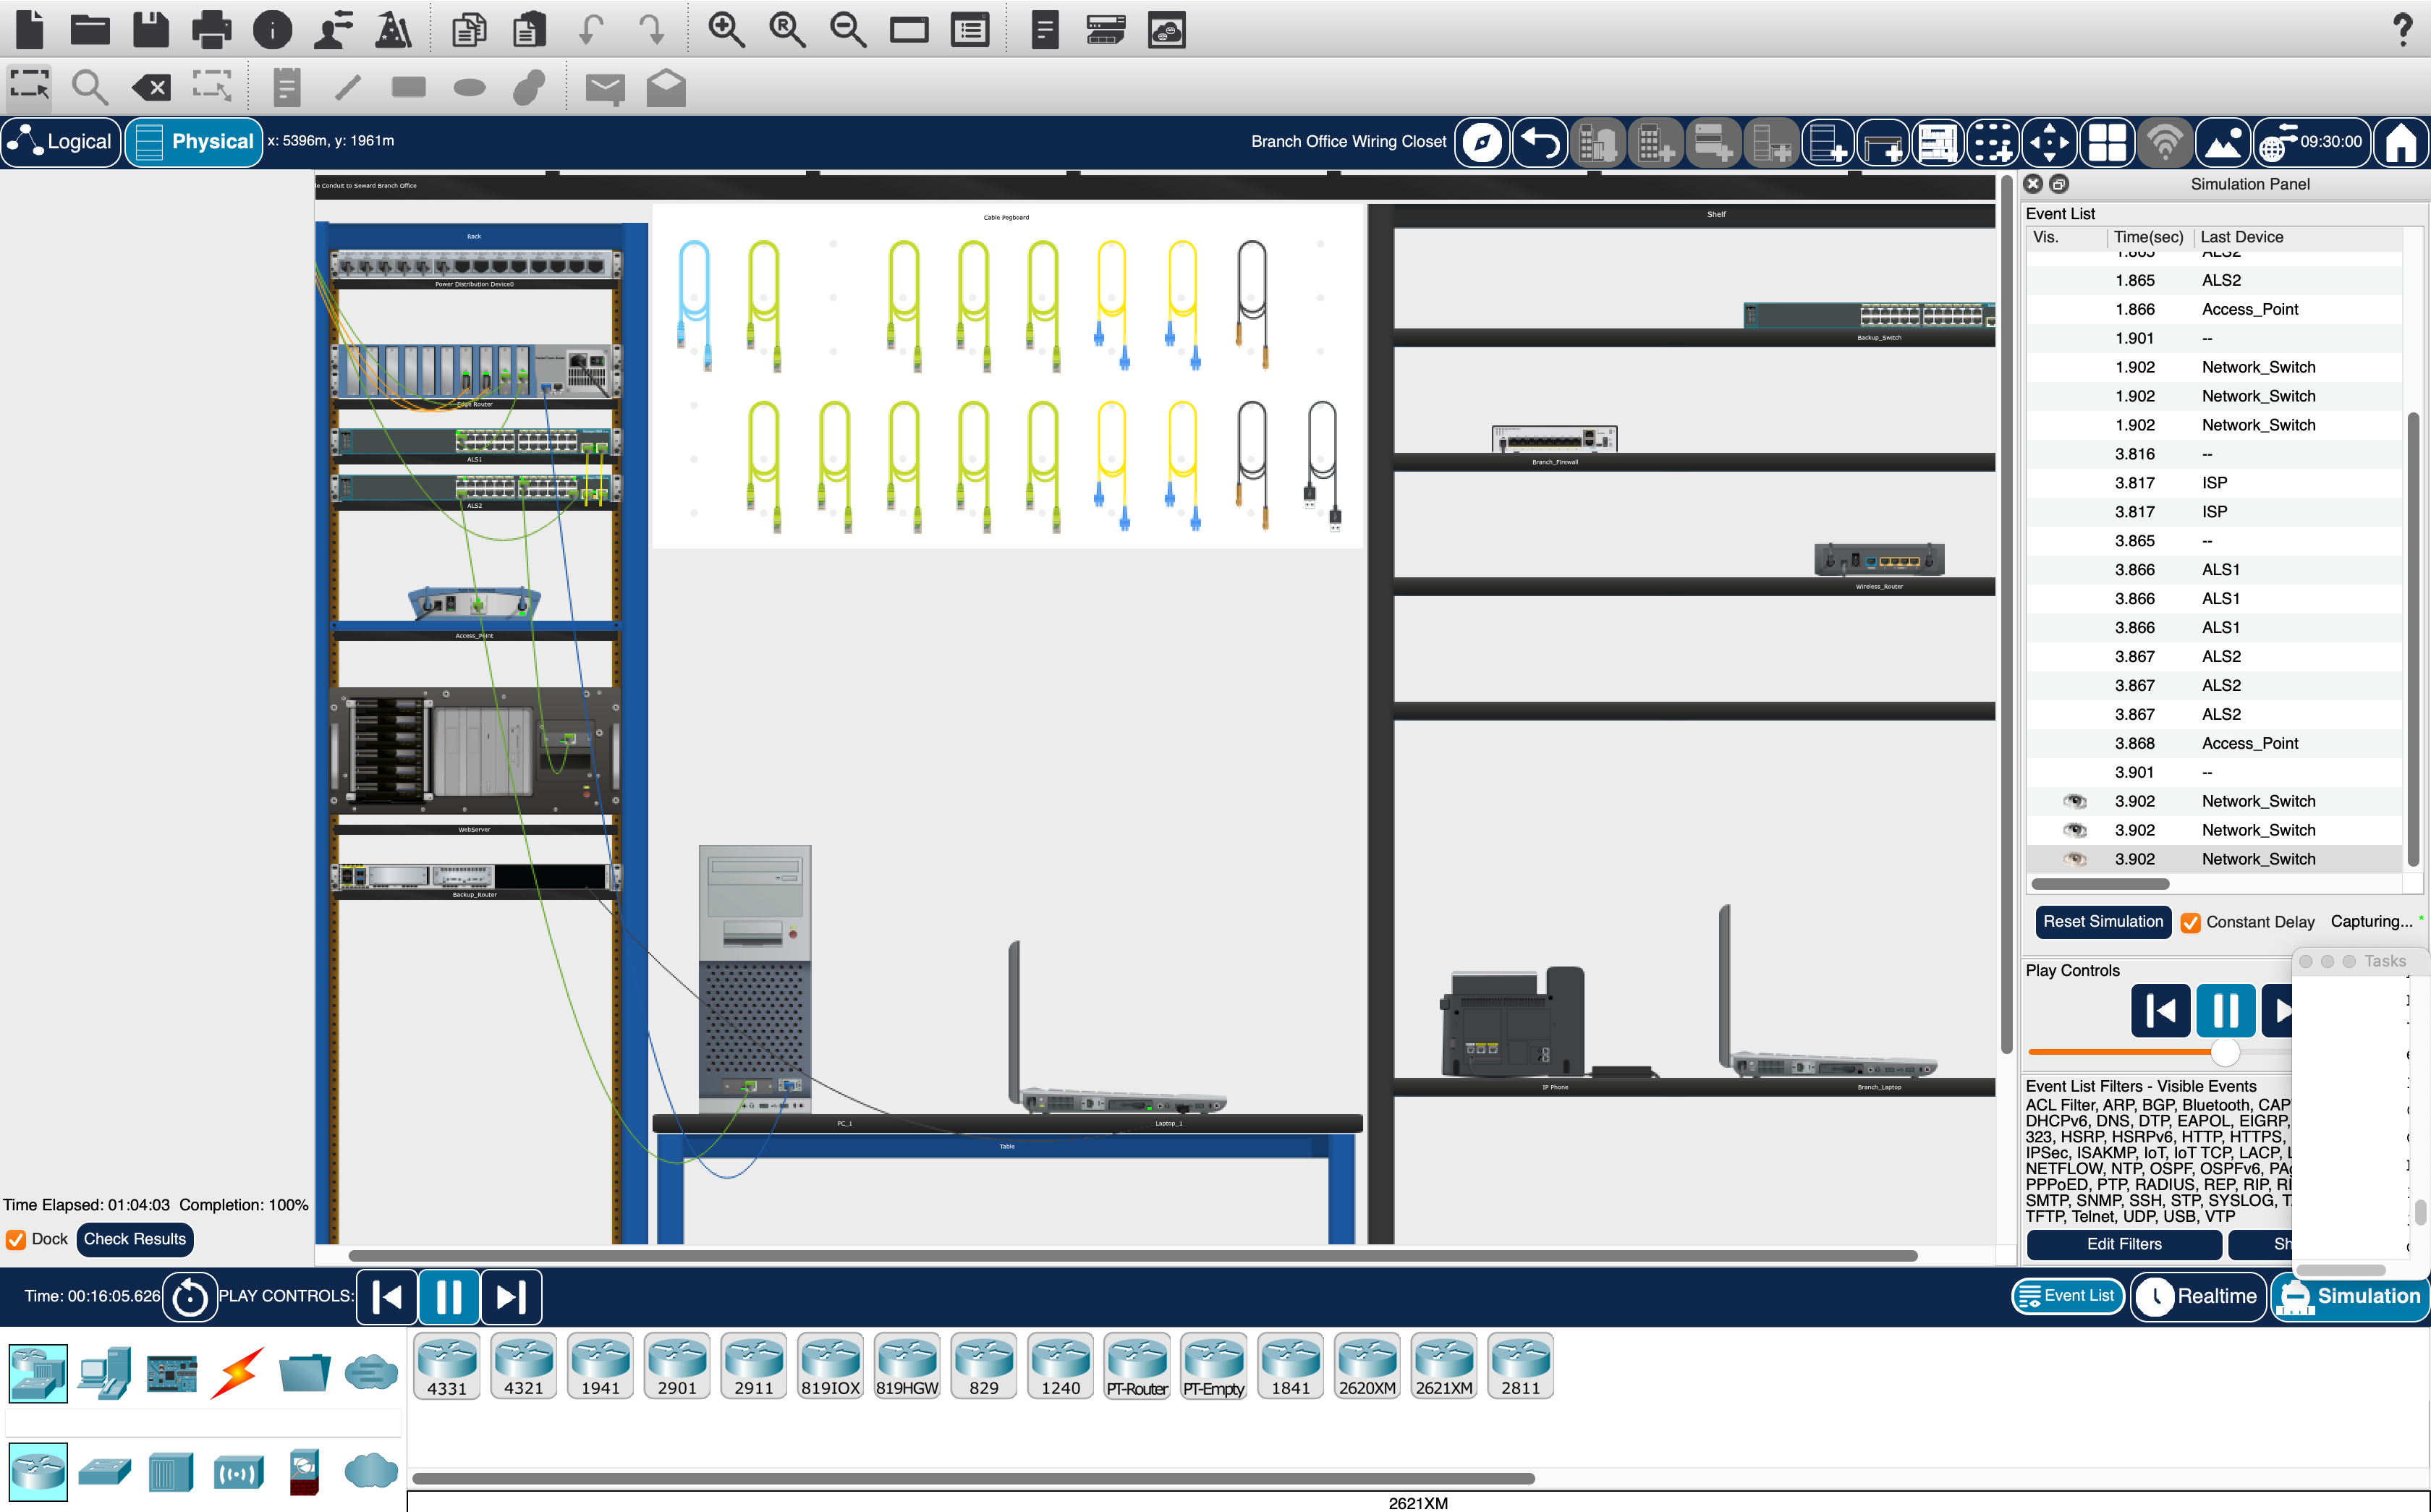 Logical
Physical
x: 5396m, y: 1961m
Branch Office Wiring Closet
09:30:00
e Conduit to Seward Branch Office
Rack
Power Distribution Device0
Edge Router
ALS1
ALS2
Access_Point
WebServer
Backup_Router
Cable Pegboard
PC_1
Laptop_1
Table
Shelf
Backup_Switch
Branch_Firewall
Wireless_Router
IP Phone
Branch_Laptop
Simulation Panel
Event List
Vis. Time(sec) Last Device
1.865 ALS2
1.865 ALS2
1.866 Access_Point
1.901 --
1.902 Network_Switch
1.902 Network_Switch
1.902 Network_Switch
3.816 --
3.817 ISP
3.817 ISP
3.865 --
3.866 ALS1
3.866 ALS1
3.866 ALS1
3.867 ALS2
3.867 ALS2
3.867 ALS2
3.868 Access_Point
3.901 --
3.902 Network_Switch
3.902 Network_Switch
3.902 Network_Switch
Reset Simulation Constant Delay Capturing... *
Tasks
Play Controls
Event List Filters - Visible Events
ACL Filter, ARP, BGP, Bluetooth, CAP
DHCPv6, DNS, DTP, EAPOL, EIGRP,
323, HSRP, HSRPv6, HTTP, HTTPS,
IPSec, ISAKMP, IoT, IoT TCP, LACP, L
NETFLOW, NTP, OSPF, OSPFv6, PAg
PPPoED, PTP, RADIUS, REP, RIP, RI
SMTP, SNMP, SSH, STP, SYSLOG, T
TFTP, Telnet, UDP, USB, VTP
Edit Filters
Sh
Time Elapsed: 01:04:03 Completion: 100%
Dock
Check Results
Time: 00:16:05.626
PLAY CONTROLS:
Event List
Realtime
Simulation
4331
4321
1941
2901
2911
819IOX
819HGW
829
1240
PT-Router
PT-Empty
1841
2620XM
2621XM
2811
2621XM